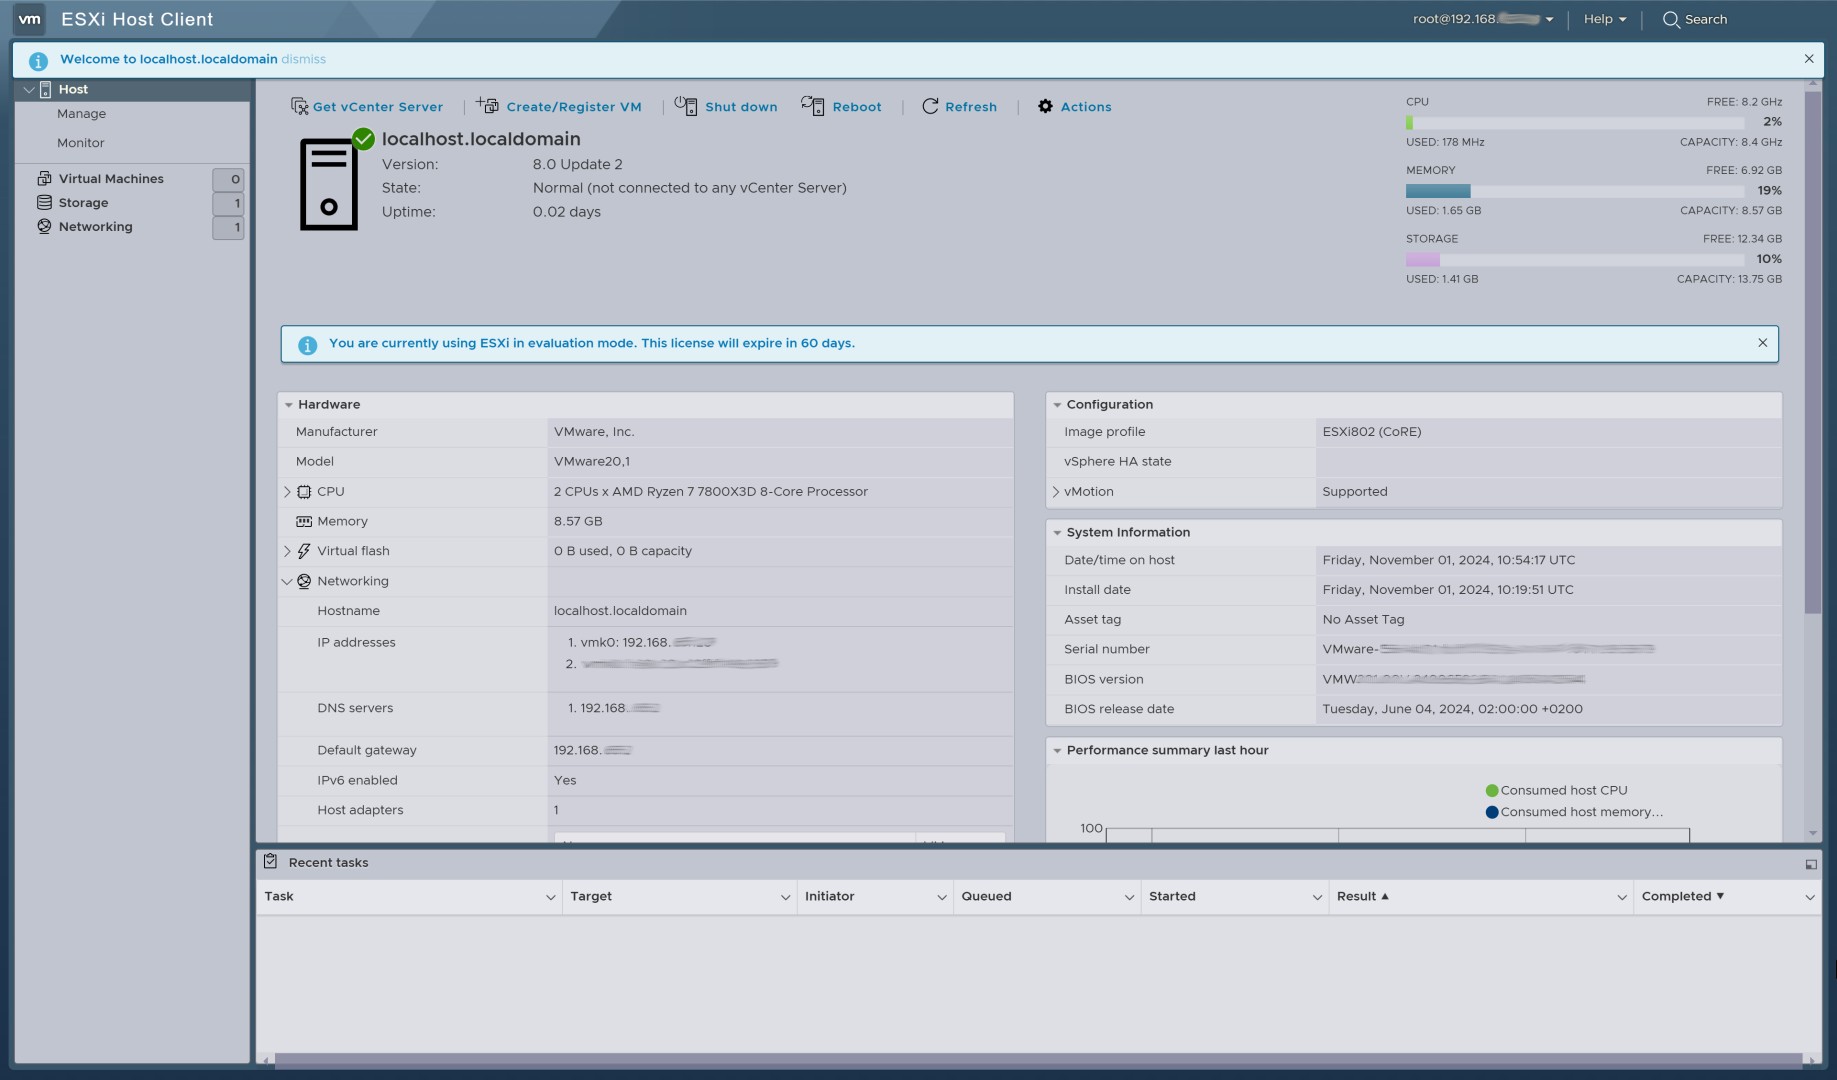 vm ESXi Host Client
root@192.168. Help Search
Welcome to localhost.localdomain dismiss
Host
Manage
Monitor
Virtual Machines 0
Storage 1
Networking 1
Get vCenter Server Create/Register VM Shut down Reboot Refresh Actions
localhost.localdomain
Version: 8.0 Update 2
State: Normal (not connected to any vCenter Server)
Uptime: 0.02 days
CPU FREE: 8.2 GHz
2%
USED: 178 MHz CAPACITY: 8.4 GHz
MEMORY FREE: 6.92 GB
19%
USED: 1.65 GB CAPACITY: 8.57 GB
STORAGE FREE: 12.34 GB
10%
USED: 1.41 GB CAPACITY: 13.75 GB
You are currently using ESXi in evaluation mode. This license will expire in 60 days.
Hardware
Manufacturer VMware, Inc.
Model VMware20,1
CPU 2 CPUs x AMD Ryzen 7 7800X3D 8-Core Processor
Memory 8.57 GB
Virtual flash 0 B used, 0 B capacity
Networking
Hostname localhost.localdomain
IP addresses 1. vmk0: 192.168.
2.
DNS servers 1. 192.168.
Default gateway 192.168.
IPv6 enabled Yes
Host adapters 1
Configuration
Image profile ESXi802 (CoRE)
vSphere HA state
vMotion Supported
System Information
Date/time on host Friday, November 01, 2024, 10:54:17 UTC
Install date Friday, November 01, 2024, 10:19:51 UTC
Asset tag No Asset Tag
Serial number VMware-
BIOS version VMW
BIOS release date Tuesday, June 04, 2024, 02:00:00 +0200
Performance summary last hour
Consumed host CPU
Consumed host memory...
100
Recent tasks
Task Target Initiator Queued Started Result ▲ Completed ▼